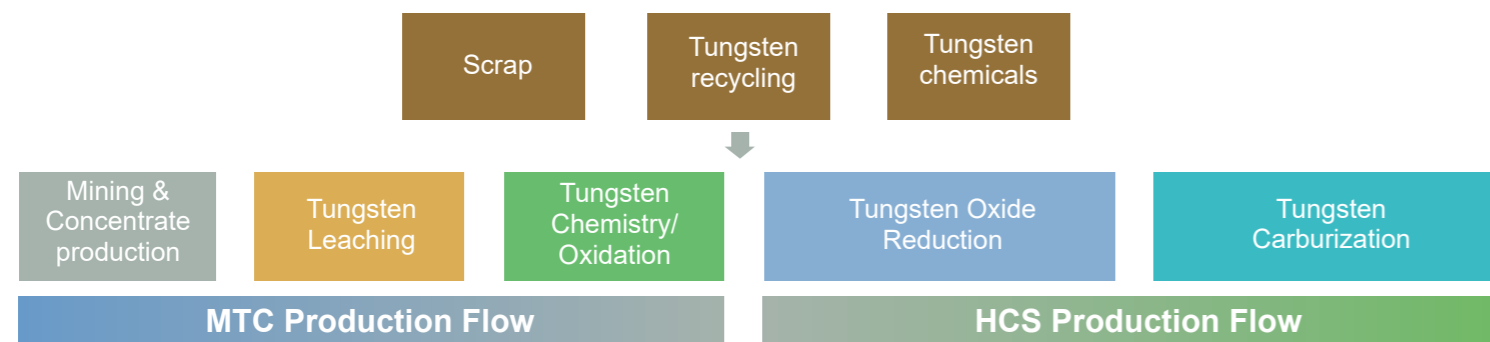 Scrap
Tungsten
recycling
Tungsten
chemicals
Mining &
Concentrate
production
Tungsten
Leaching
Tungsten
Chemistry/
Oxidation
Tungsten Oxide
Reduction
Tungsten
Carburization
MTC Production Flow
HCS Production Flow